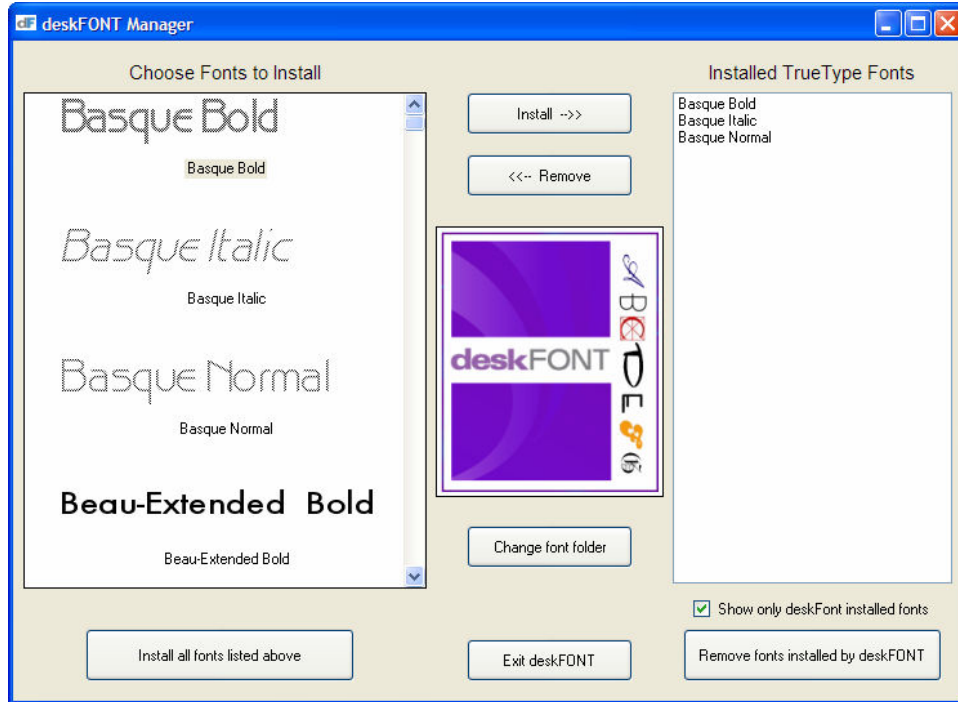 dF deskFONT Manager
Choose Fonts to Install
Basque Bold
Basque Bold
Basque Italic
Basque Italic
Basque Normal
Basque Normal
Beau-Extended Bold
Beau-Extended Bold
Install all fonts listed above
Install -->>
<<-- Remove
deskFONT
A B C D E F G
Change font folder
Exit deskFONT
Installed TrueType Fonts
Basque Bold
Basque Italic
Basque Normal
Show only deskFont installed fonts
Remove fonts installed by deskFONT